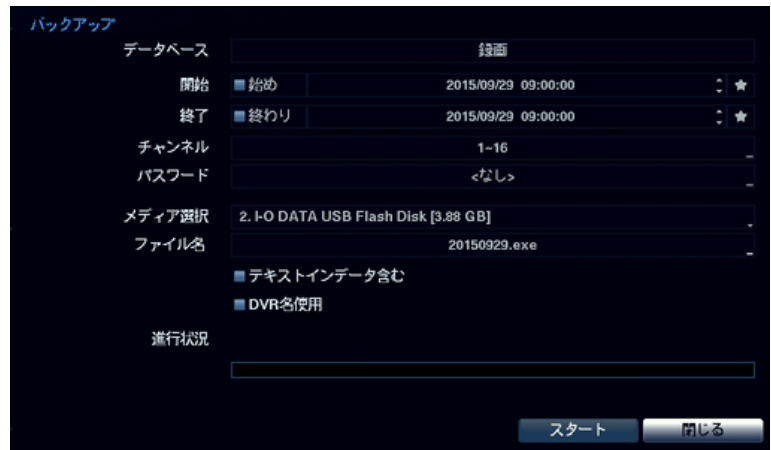 バックアップ
データベース 録画
開始 始め 2015/09/29 09:00:00
終了 終わり 2015/09/29 09:00:00
チャンネル 1~16
パスワード <なし>
メディア選択 2. I-O DATA USB Flash Disk [3.88 GB]
ファイル名 20150929.exe
テキストインデータ含む
DVR名使用
進行状況
スタート 閉じる